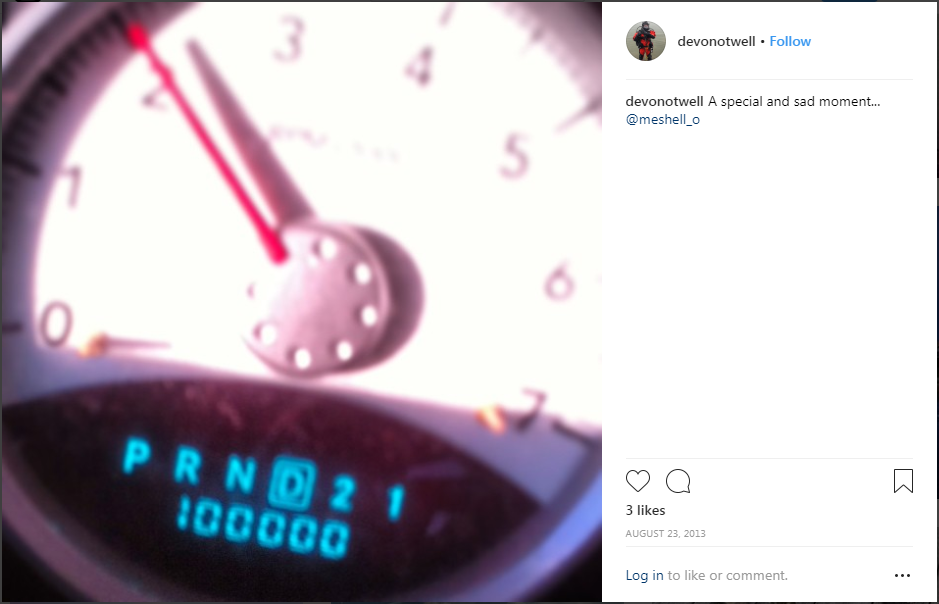 3
4
2
5
1
6
0
7
P R N D 2 1
100000
devonotwell • Follow
devonotwell A special and sad moment...
@meshell_o
3 likes
AUGUST 23, 2013
Log in to like or comment.